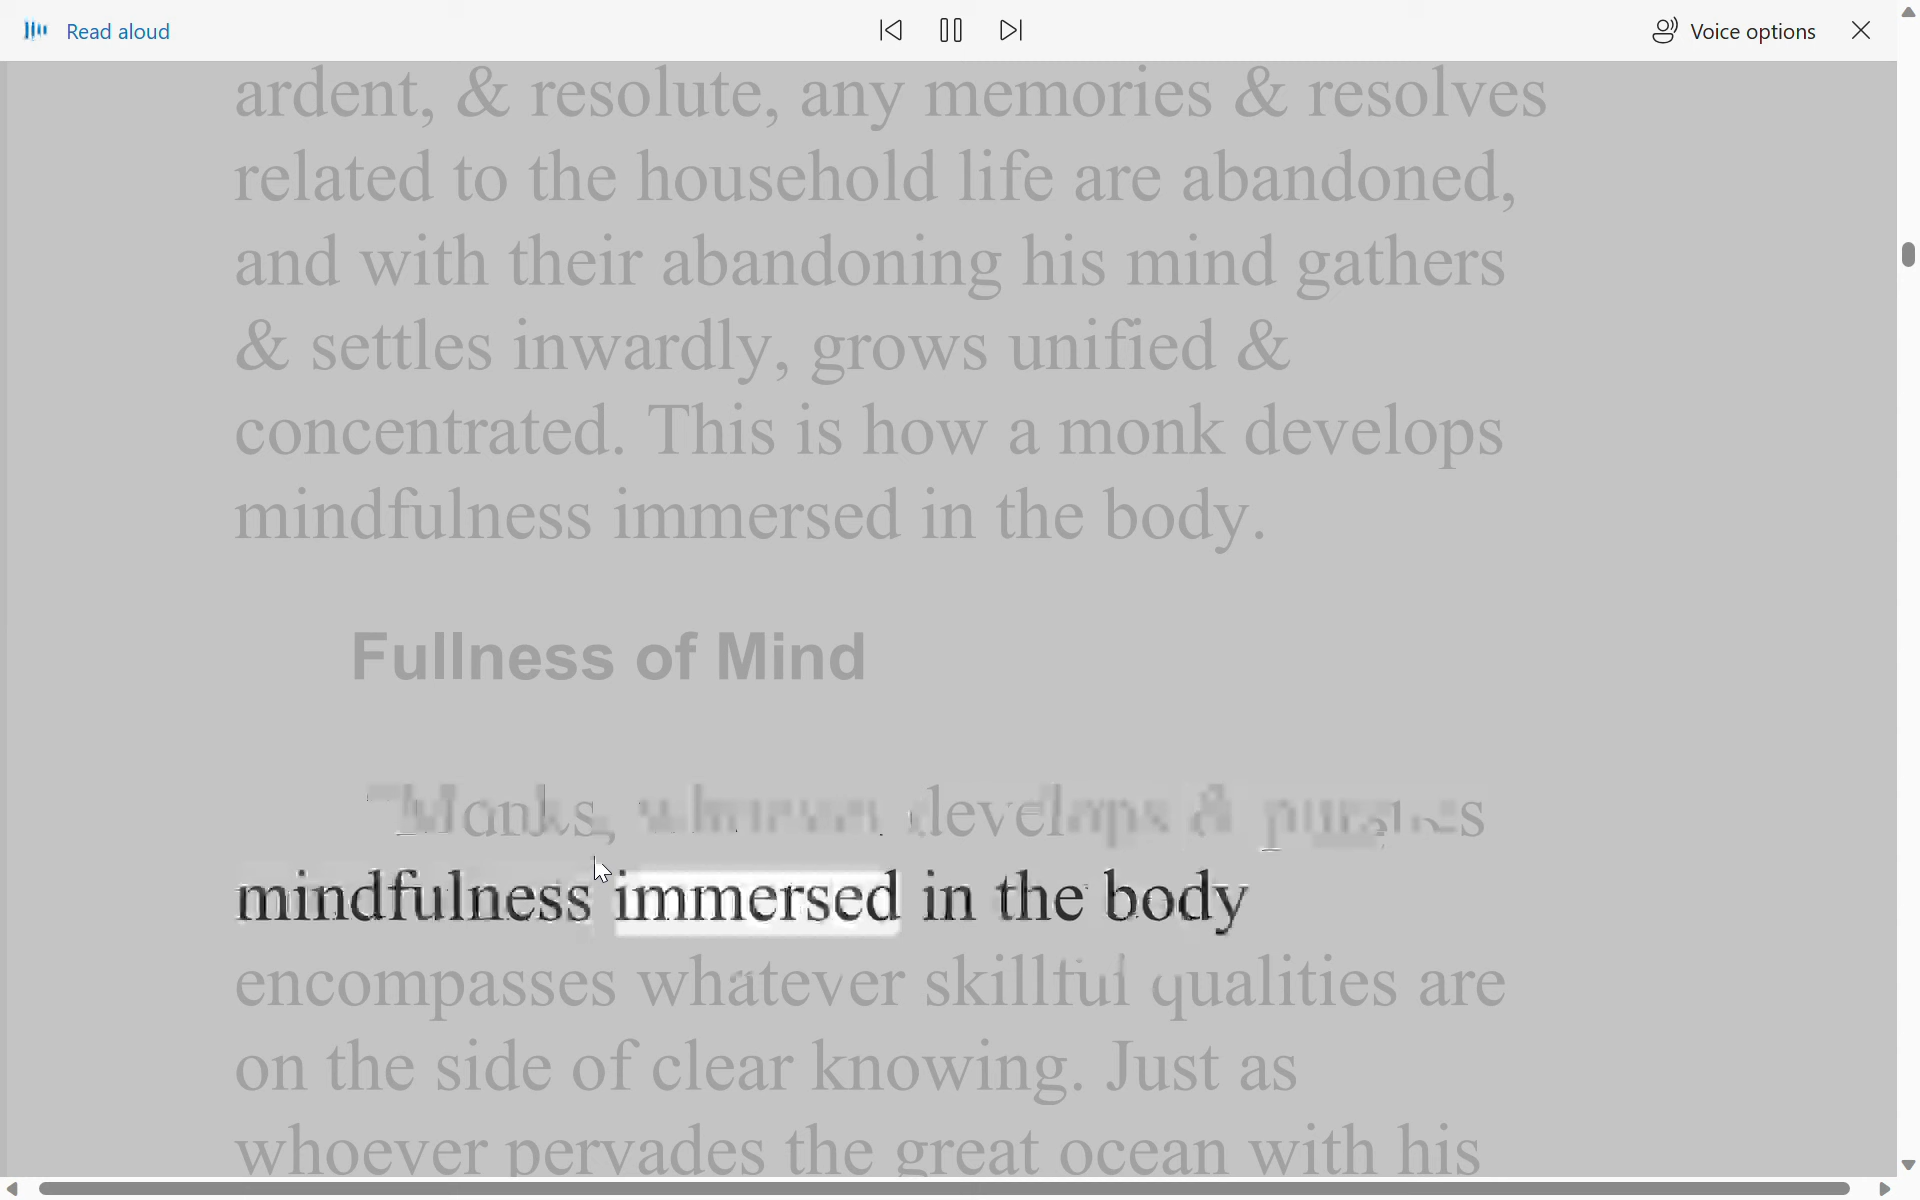 Read aloud
Voice options
ardent, & resolute, any memories & resolves
related to the household life are abandoned,
and with their abandoning his mind gathers
& settles inwardly, grows unified &
concentrated. This is how a monk develops
mindfulness immersed in the body.
Fullness of Mind
"Monks, whoever develops & pursues
mindfulness immersed in the body
encompasses whatever skillful qualities are
on the side of clear knowing. Just as
whoever pervades the great ocean with his